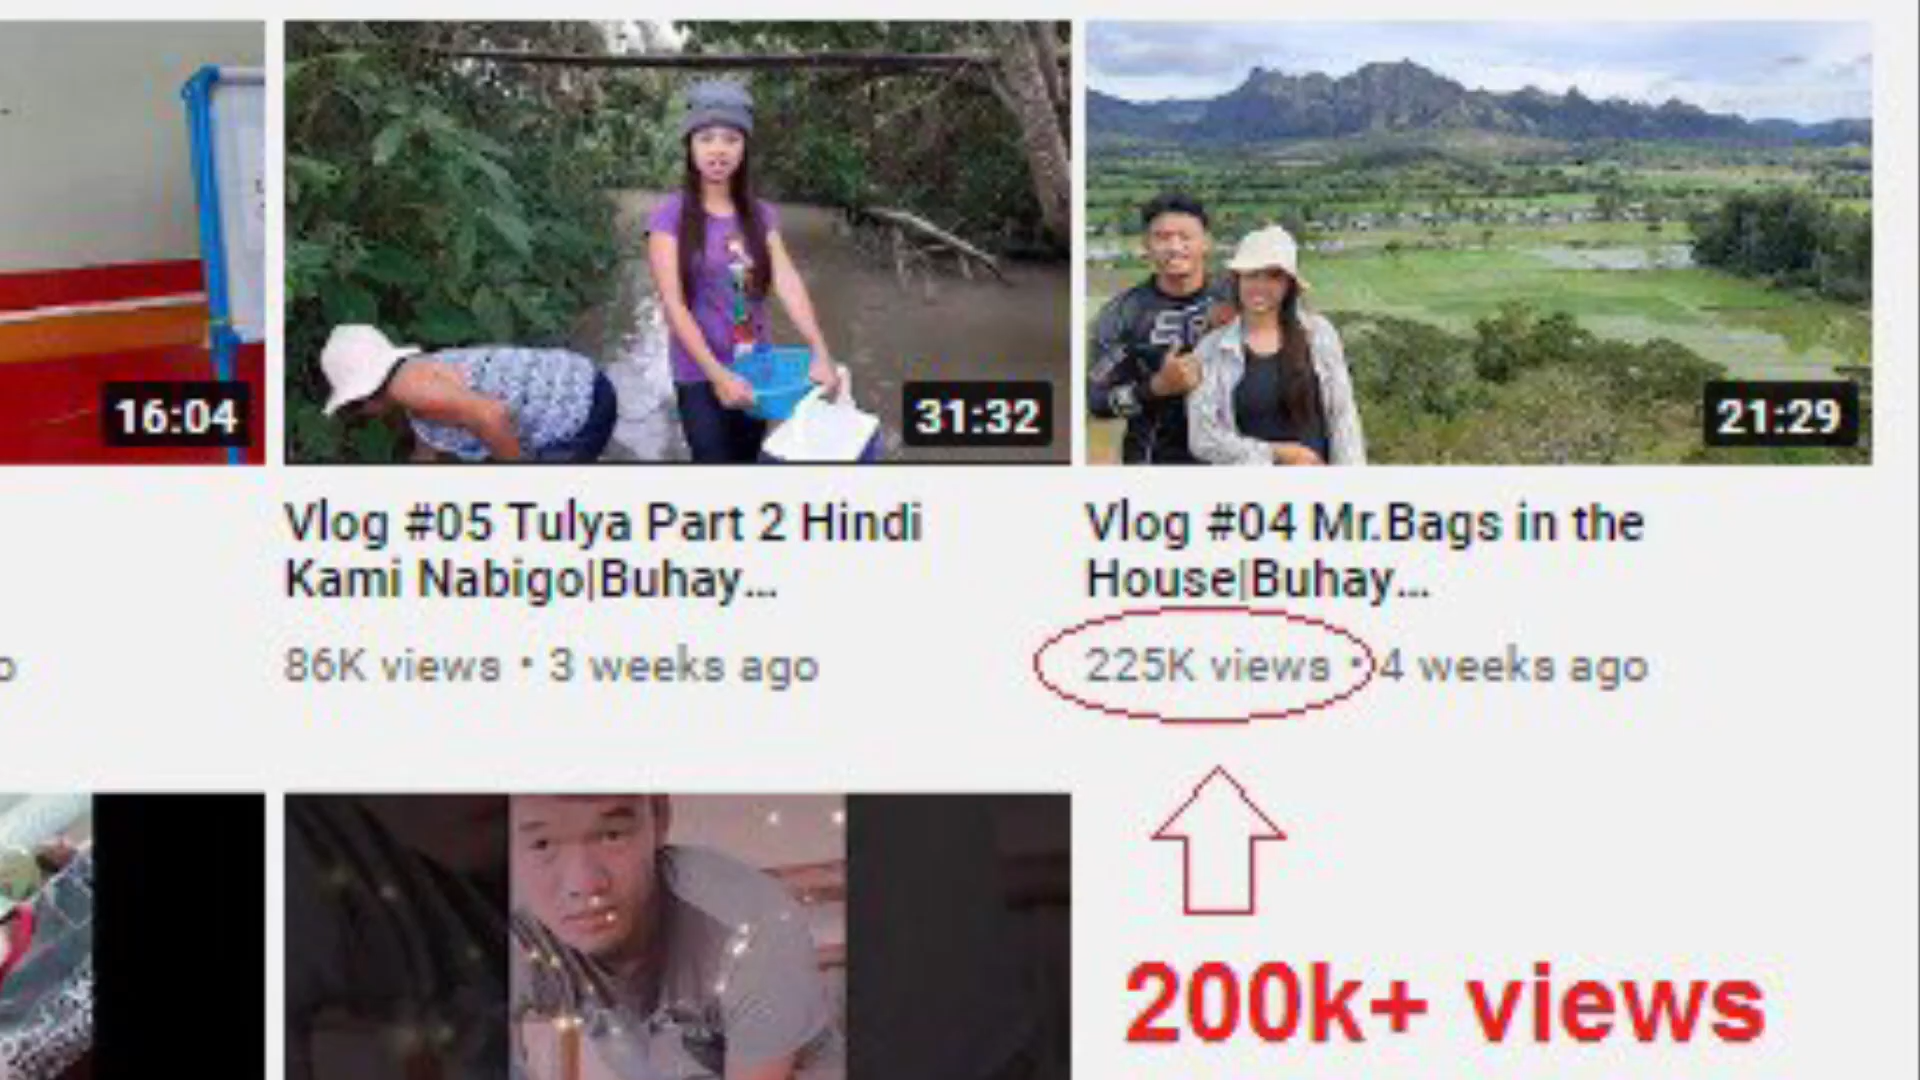 16:04
31:32
21:29
Vlog #05 Tulya Part 2 Hindi
Kami Nabigo|Buhay...
86K views • 3 weeks ago
Vlog #04 Mr.Bags in the
House|Buhay...
225K views • 4 weeks ago
200k+ views